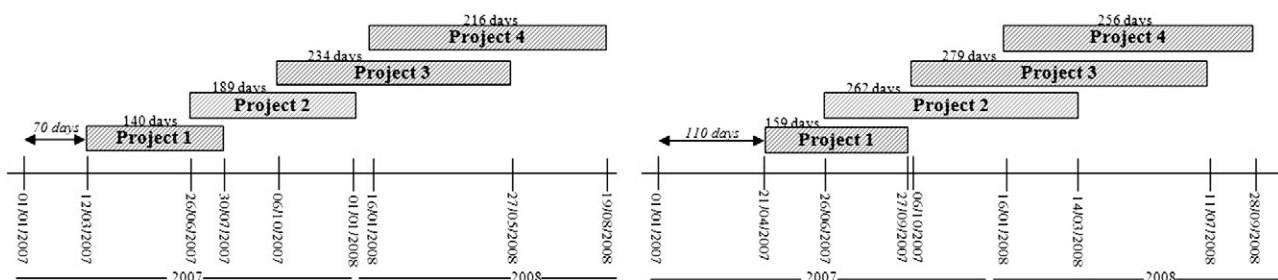 216 days
Project 4
234 days
Project 3
189 days
Project 2
70 days
140 days
Project 1
01/01/2007
12/03/2007
26/06/2007
30/07/2007
06/10/2007
01/01/2008
16/01/2008
27/05/2008
19/08/2008
2007
2008
256 days
Project 4
279 days
Project 3
262 days
Project 2
110 days
159 days
Project 1
01/01/2007
21/04/2007
26/06/2007
27/09/2007
06/10/2007
16/01/2008
14/03/2008
11/07/2008
28/09/2008
2007
2008